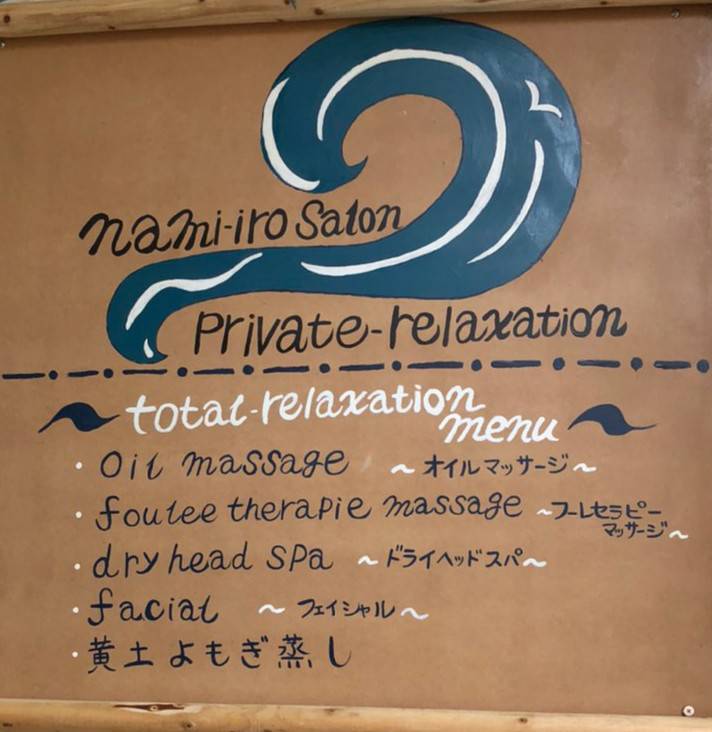 nami-iro Salon
Private-relaxation
total-relaxation
menu
・Oil massage ～オイルマッサージ～
・foulee therapie massage ～フーレセラピー
マッサージ～
・dry head spa ～ドライヘッドスパ～
・facial ～フェイシャル～
・黄土よもぎ蒸し